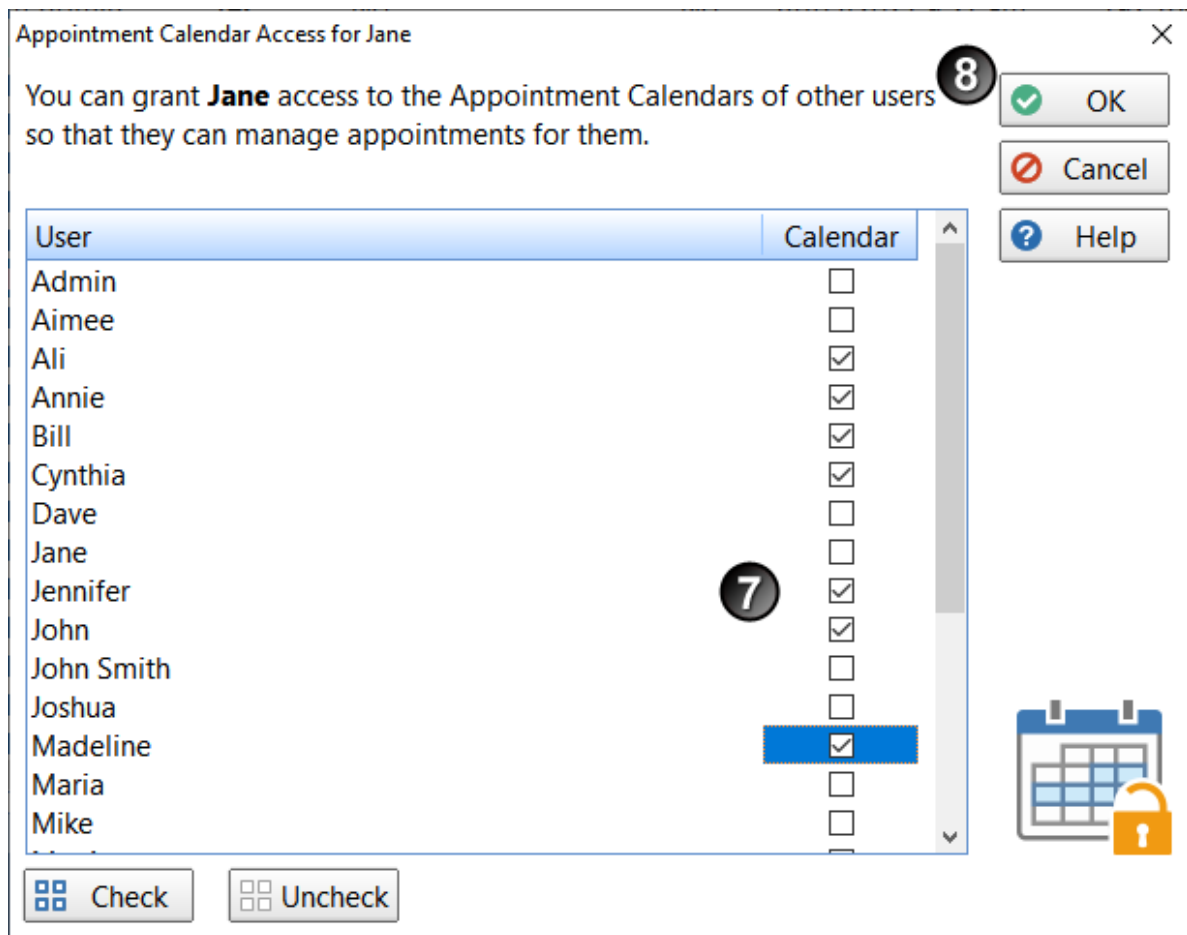 Appointment Calendar Access for Jane
You can grant Jane access to the Appointment Calendars of other users
so that they can manage appointments for them.
8
OK
Cancel
Help
User Calendar
Admin
Aimee
Ali
Annie
Bill
Cynthia
Dave
Jane
Jennifer
7
John
John Smith
Joshua
Madeline
Maria
Mike
Check Uncheck